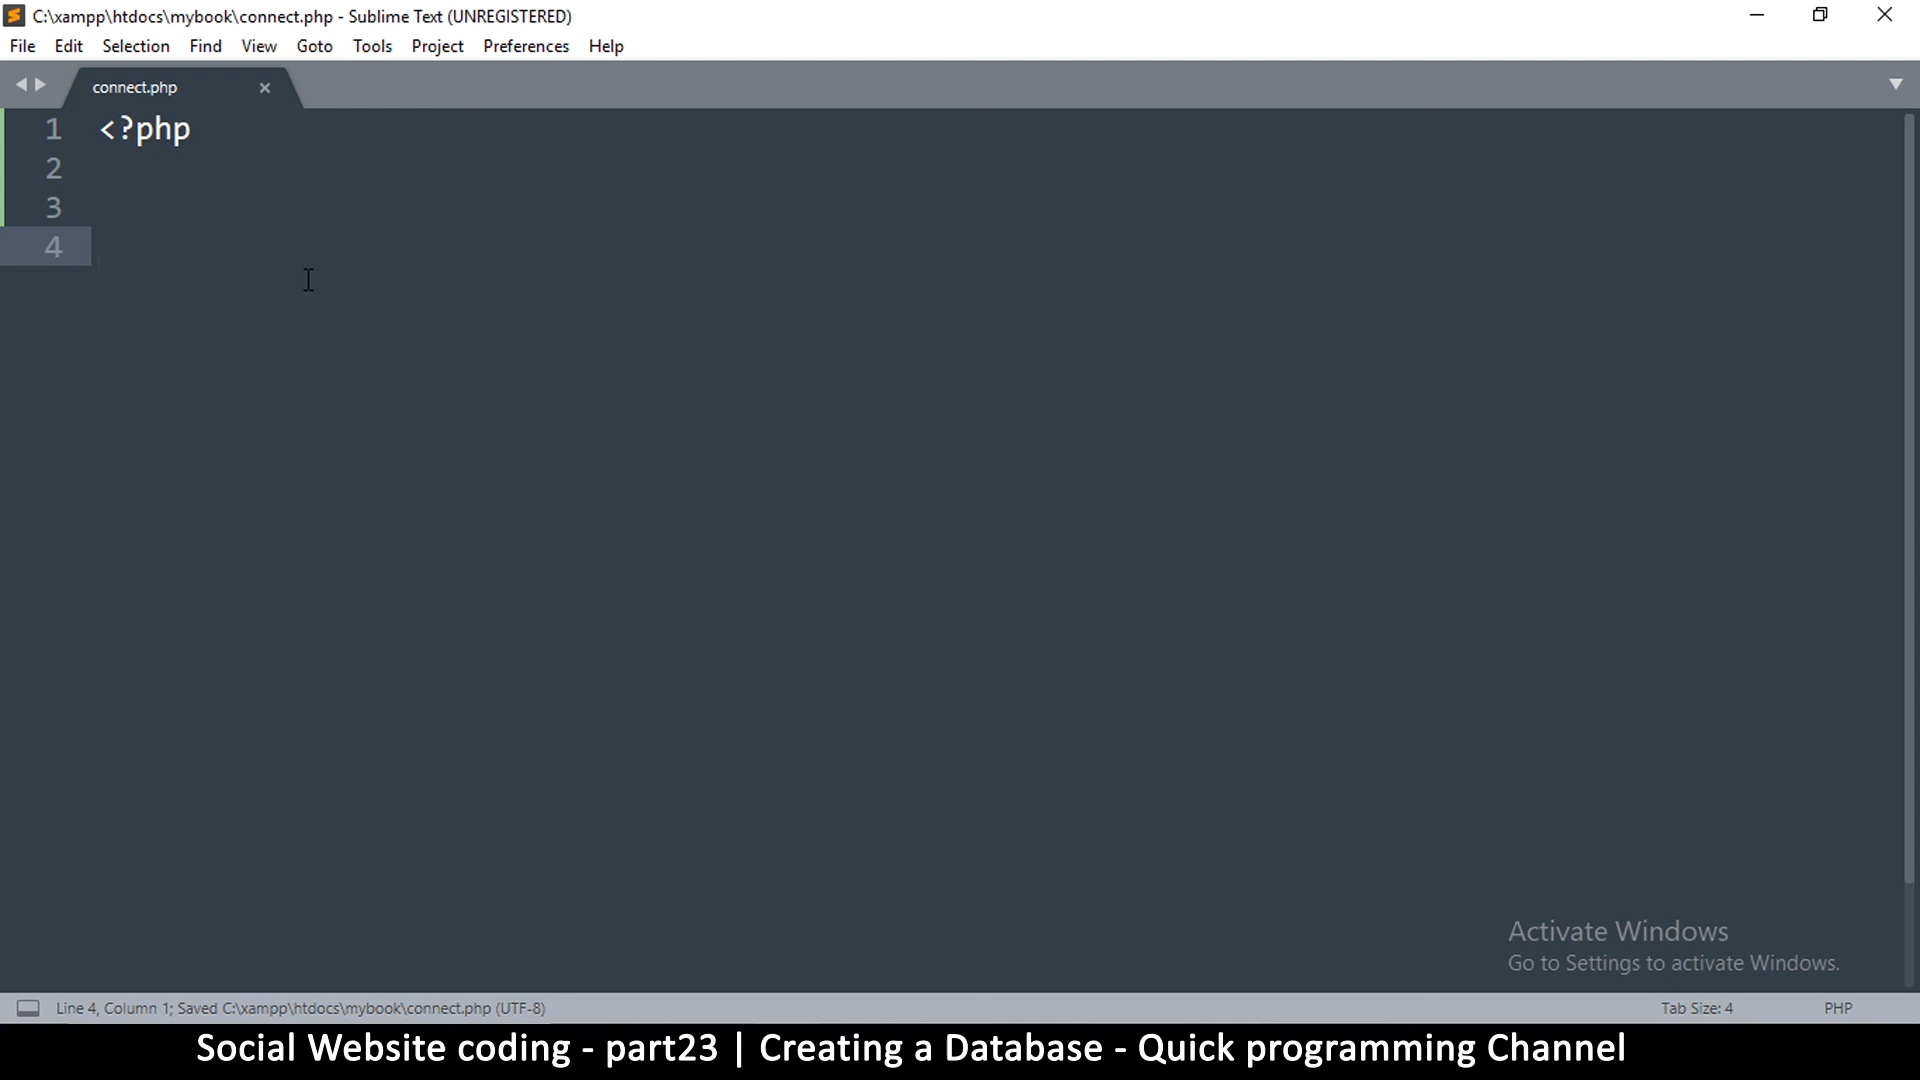 C:\xampp\htdocs\mybook\connect.php - Sublime Text (UNREGISTERED)
File Edit Selection Find View Goto Tools Project Preferences Help
connect.php
1 <?php
2
3
4
Activate Windows
Go to Settings to activate Windows.
Line 4, Column 1; Saved C:\xampp\htdocs\mybook\connect.php (UTF-8) Tab Size: 4 PHP
Social Website coding - part23 | Creating a Database - Quick programming Channel